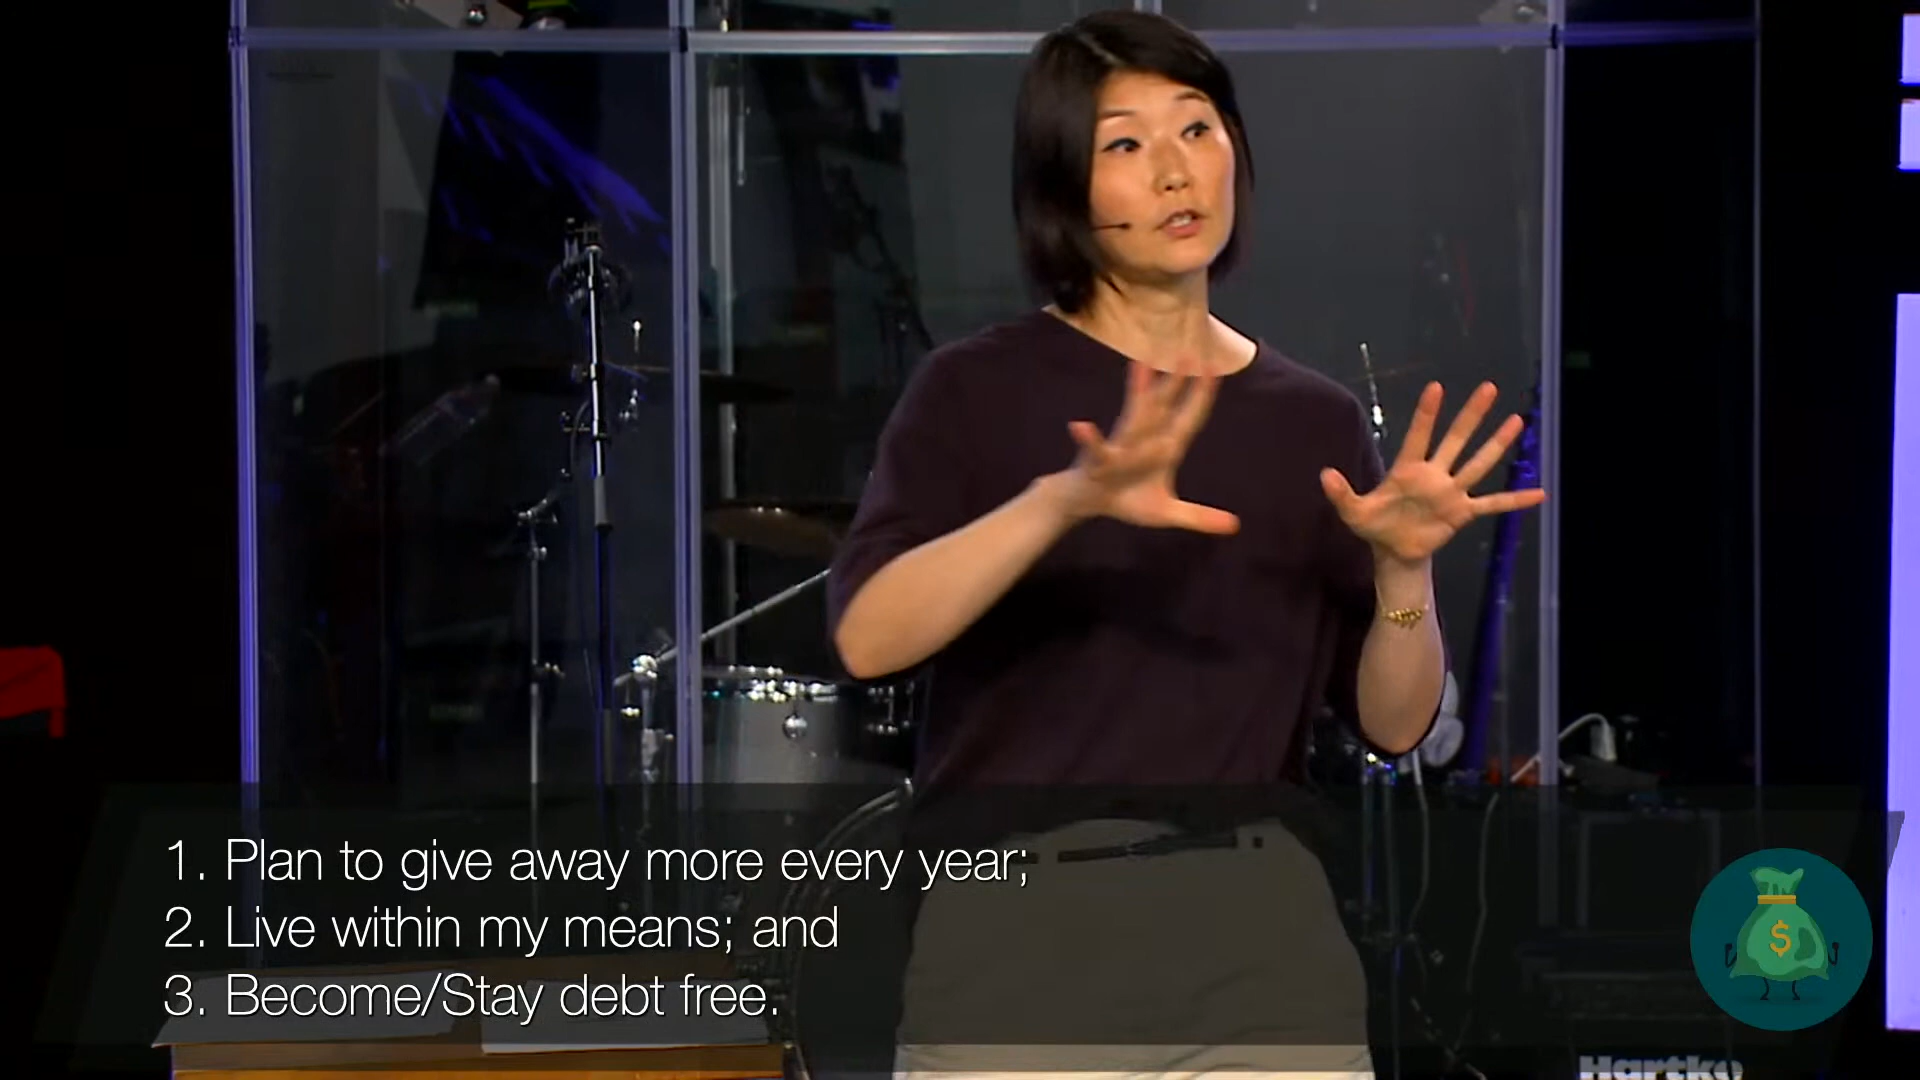 1. Plan to give away more every year;
2. Live within my means; and
3. Become/Stay debt free.
$
Hartke